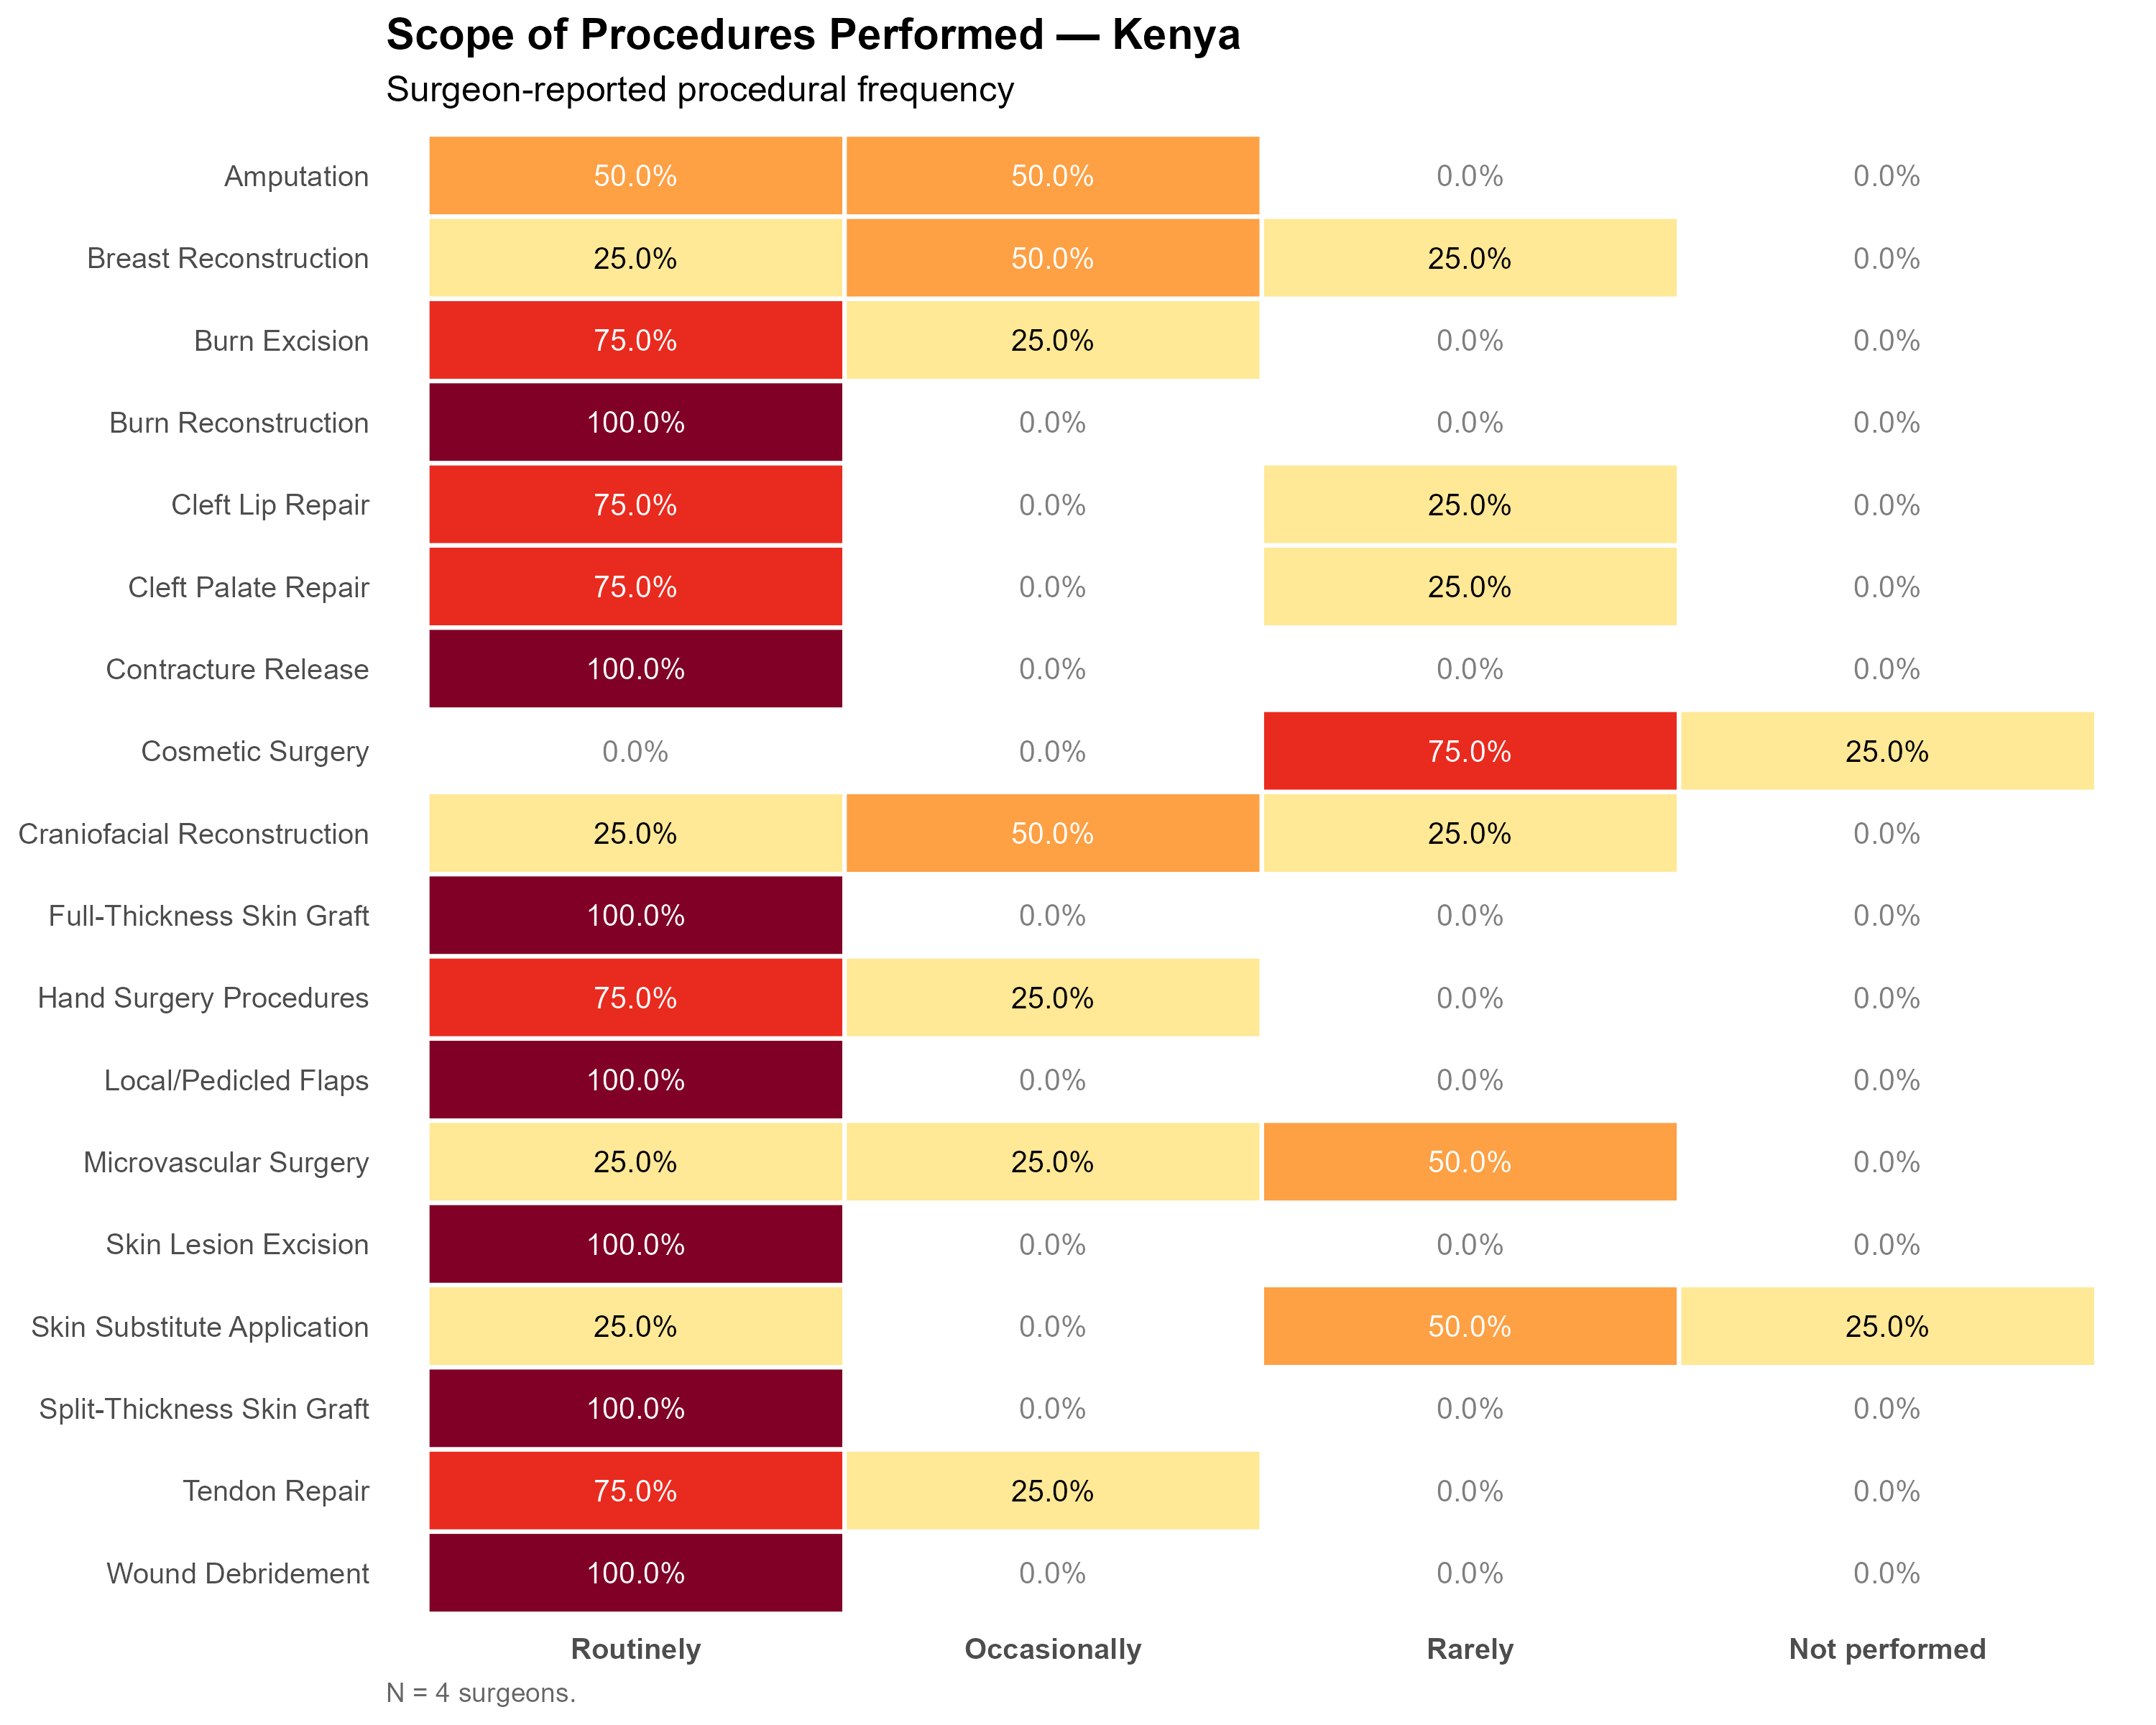 Scope of Procedures Performed — Kenya
Surgeon-reported procedural frequency
Amputation 50.0% 50.0% 0.0% 0.0%
Breast Reconstruction 25.0% 50.0% 25.0% 0.0%
Burn Excision 75.0% 25.0% 0.0% 0.0%
Burn Reconstruction 100.0% 0.0% 0.0% 0.0%
Cleft Lip Repair 75.0% 0.0% 25.0% 0.0%
Cleft Palate Repair 75.0% 0.0% 25.0% 0.0%
Contracture Release 100.0% 0.0% 0.0% 0.0%
Cosmetic Surgery 0.0% 0.0% 75.0% 25.0%
Craniofacial Reconstruction 25.0% 50.0% 25.0% 0.0%
Full-Thickness Skin Graft 100.0% 0.0% 0.0% 0.0%
Hand Surgery Procedures 75.0% 25.0% 0.0% 0.0%
Local/Pedicled Flaps 100.0% 0.0% 0.0% 0.0%
Microvascular Surgery 25.0% 25.0% 50.0% 0.0%
Skin Lesion Excision 100.0% 0.0% 0.0% 0.0%
Skin Substitute Application 25.0% 0.0% 50.0% 25.0%
Split-Thickness Skin Graft 100.0% 0.0% 0.0% 0.0%
Tendon Repair 75.0% 25.0% 0.0% 0.0%
Wound Debridement 100.0% 0.0% 0.0% 0.0%
Routinely Occasionally Rarely Not performed
N = 4 surgeons.